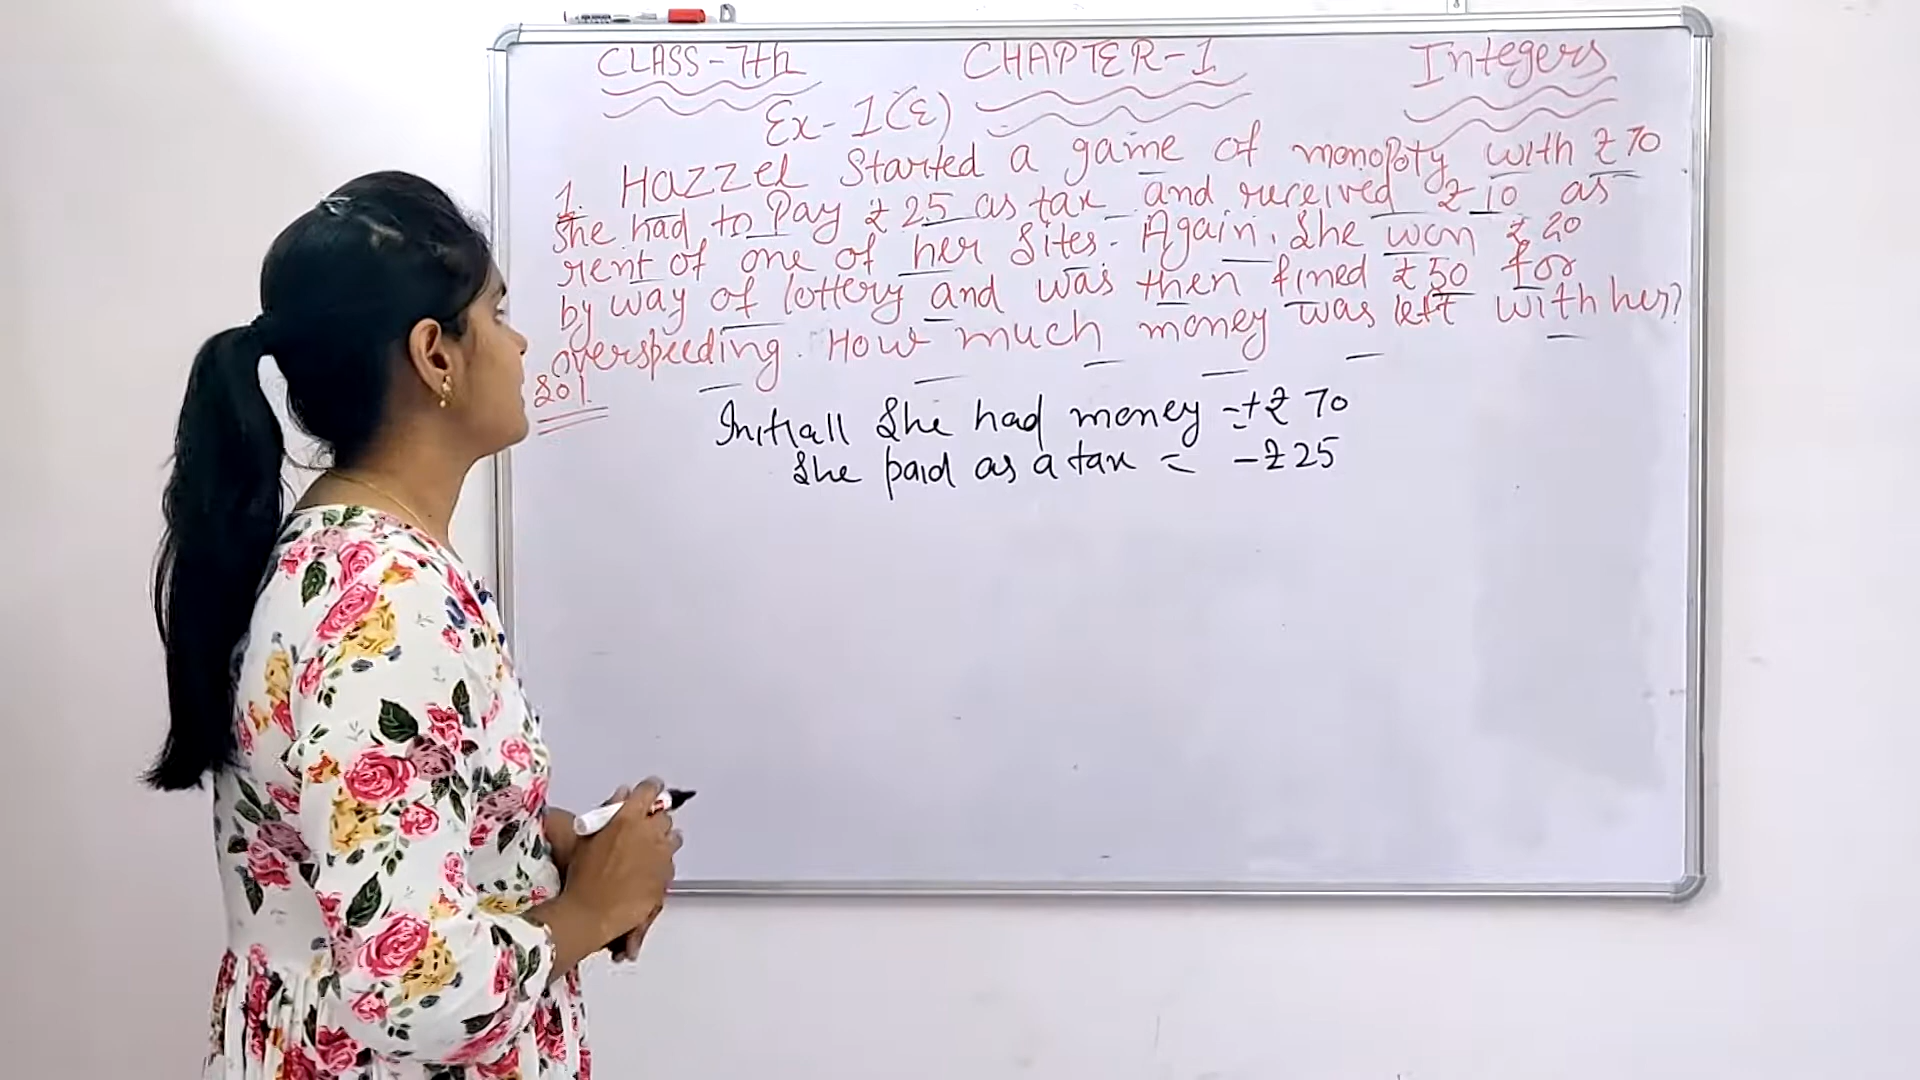 CLASS-7th CHAPTER-1 Integers
Ex-1(E)
1. Hazzel Started a game of monopoty with ₹70
She had to Pay ₹25 as tax and received ₹10 as
rent of one of her Sites. Again, She won ₹20
by way of lottery and was then fined ₹50 for
overspeeding. How much money was left with her?
Sol.
Initiall She had money =+₹70
She paid as a tax = -₹25